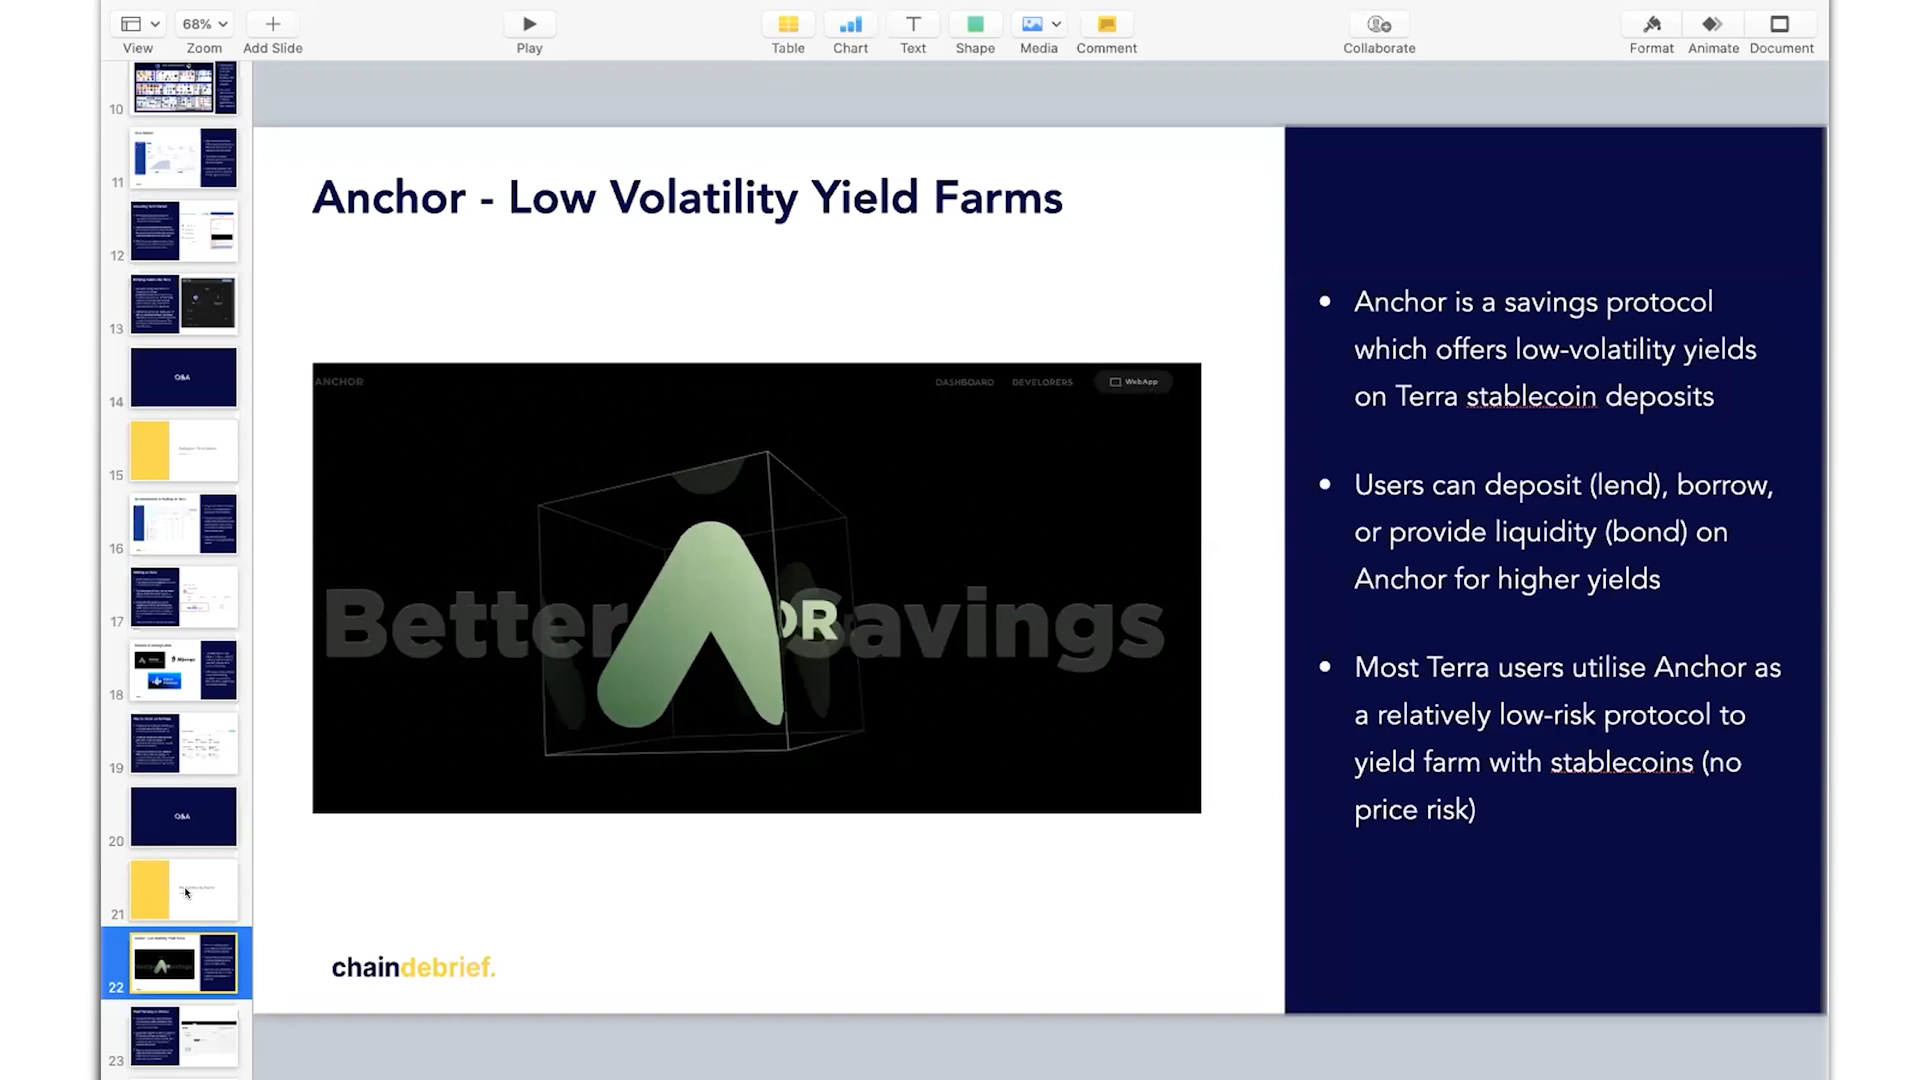 View
68%
Zoom
Add Slide
Play
Table
Chart
Text
Shape
Media
Comment
Collaborate
Format
Animate
Document
10
11
12
13
Q&A
14
15
16
17
18
19
Q&A
20
21
22
23
Anchor - Low Volatility Yield Farms
ANCHOR
DASHBOARD
DEVELOPERS
WebApp
Better Savings
OR
chaindebrief.
• Anchor is a savings protocol
which offers low-volatility yields
on Terra stablecoin deposits
• Users can deposit (lend), borrow,
or provide liquidity (bond) on
Anchor for higher yields
• Most Terra users utilise Anchor as
a relatively low-risk protocol to
yield farm with stablecoins (no
price risk)